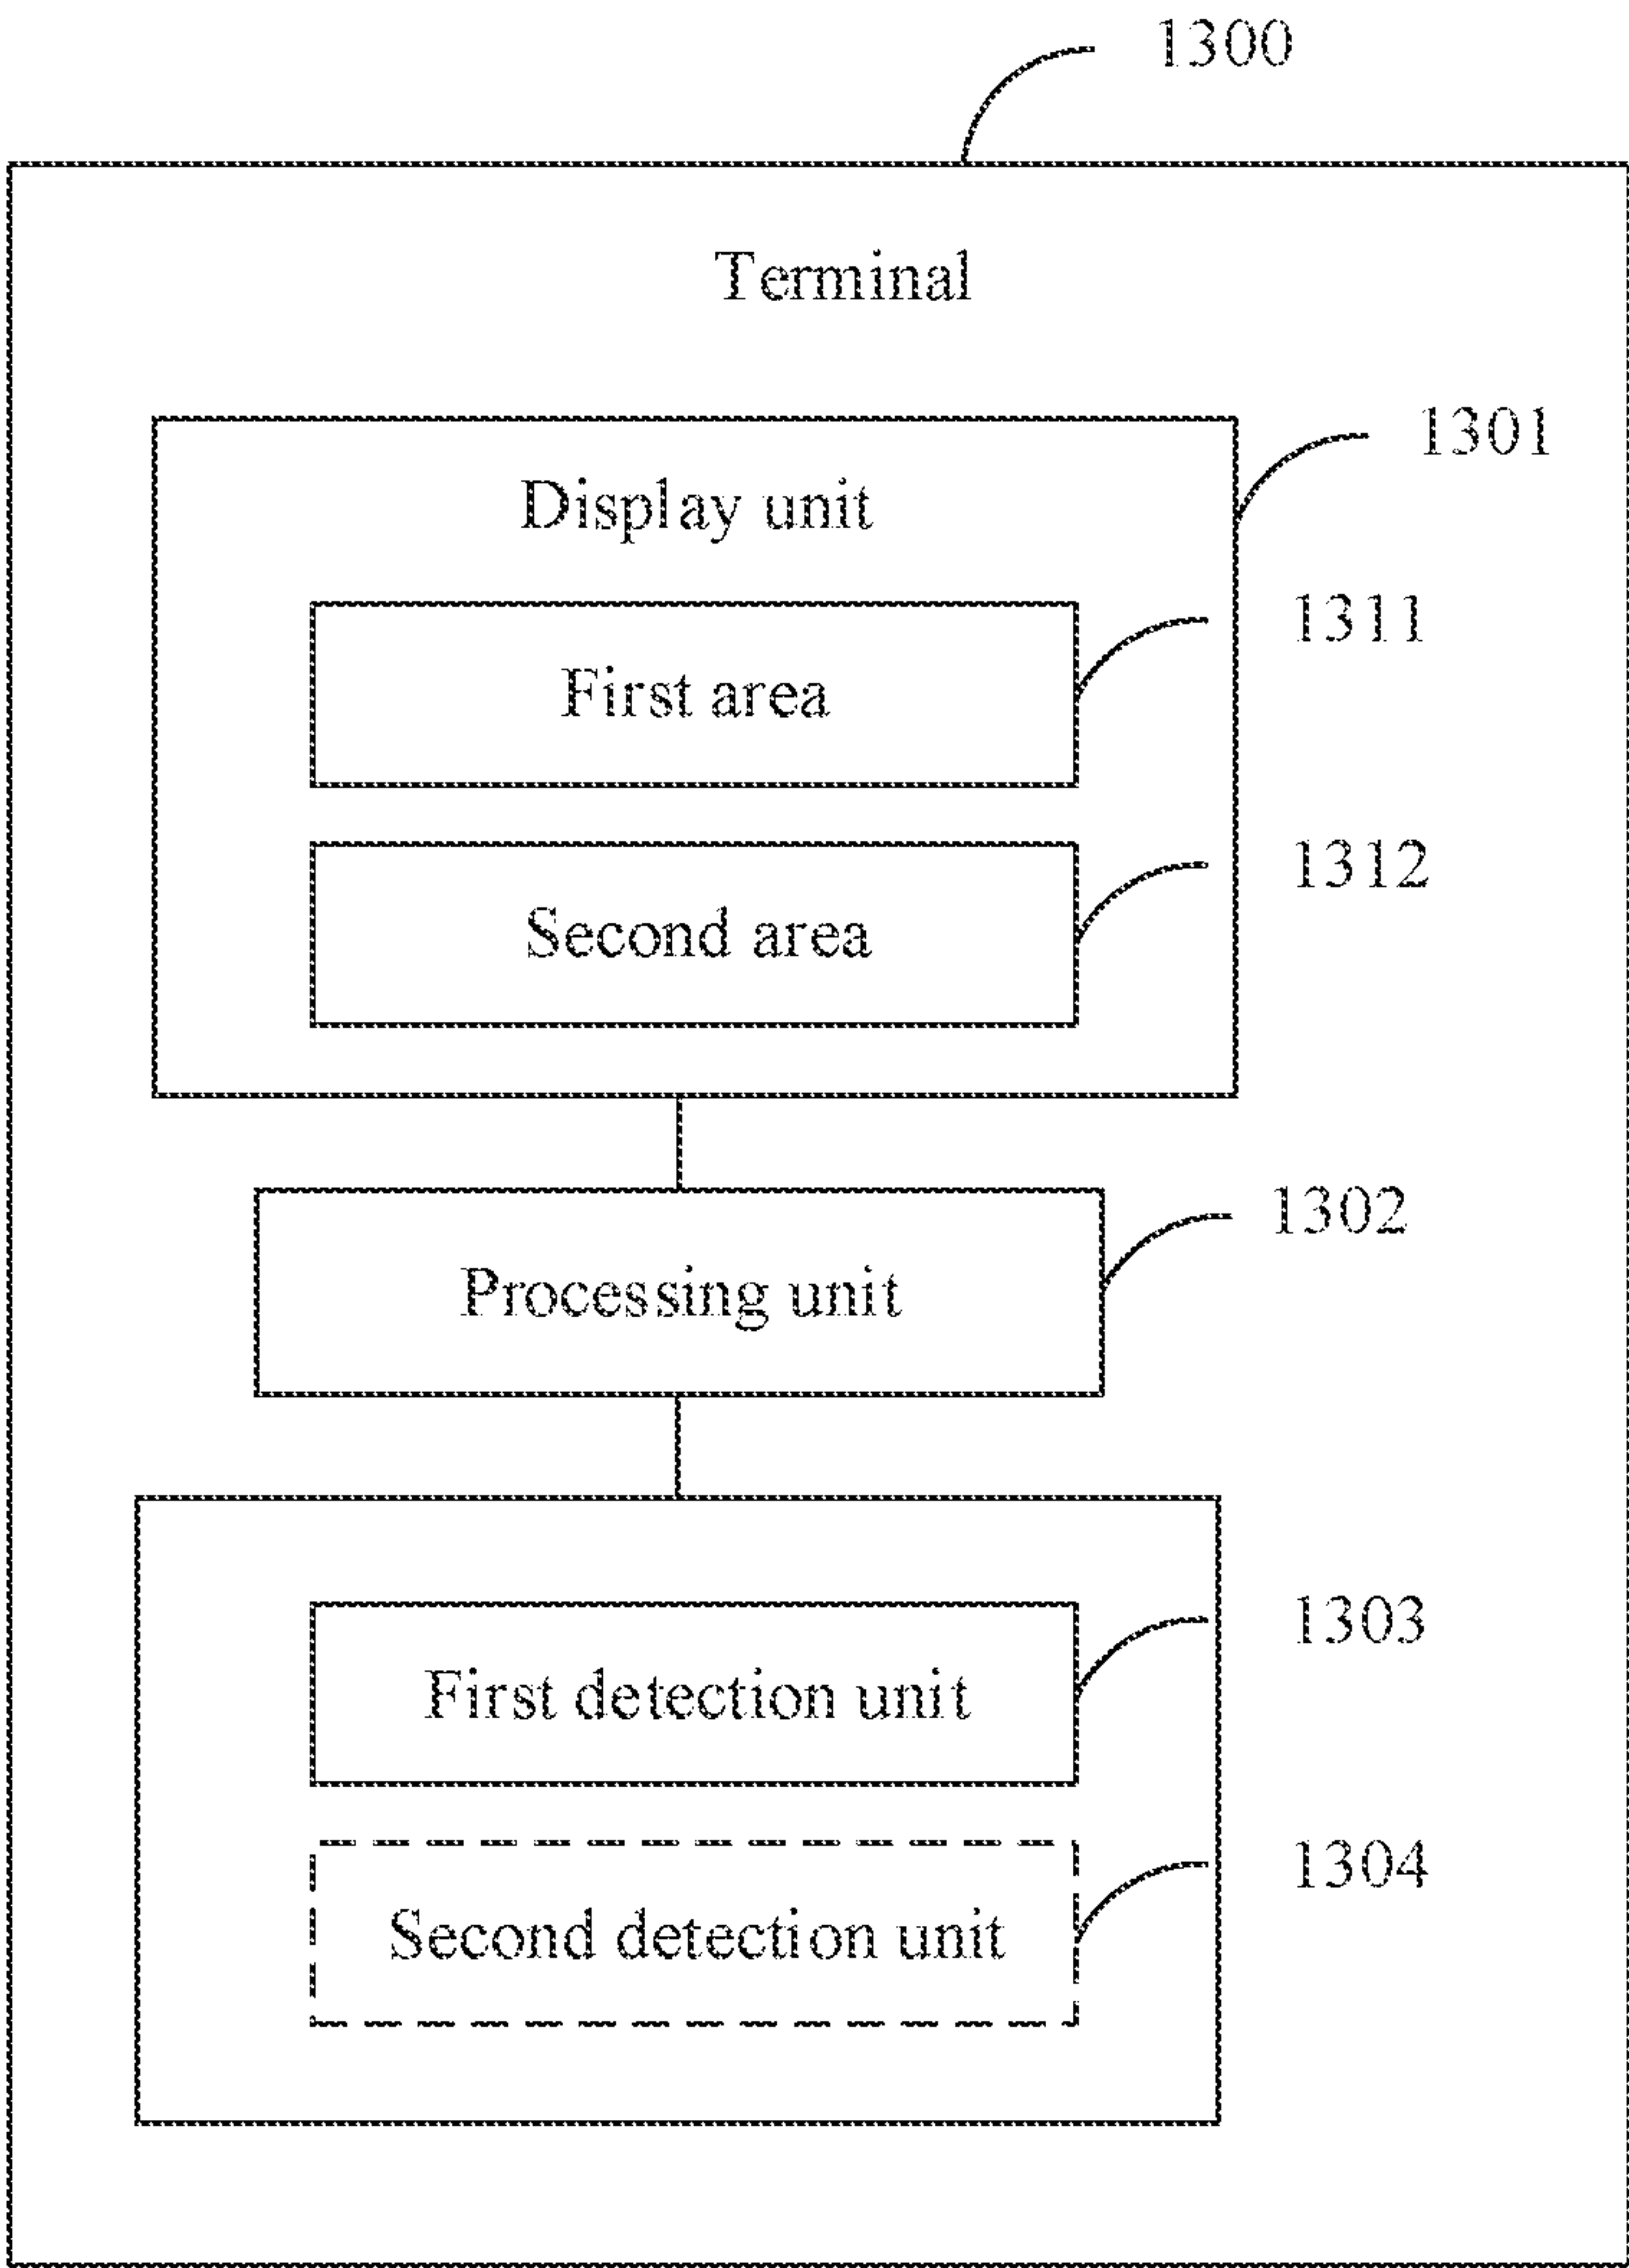 1300
Terminal
1301
Display unit
1311
First area
1312
Second area
1302
Processing unit
1303
First detection unit
1304
Second detection unit